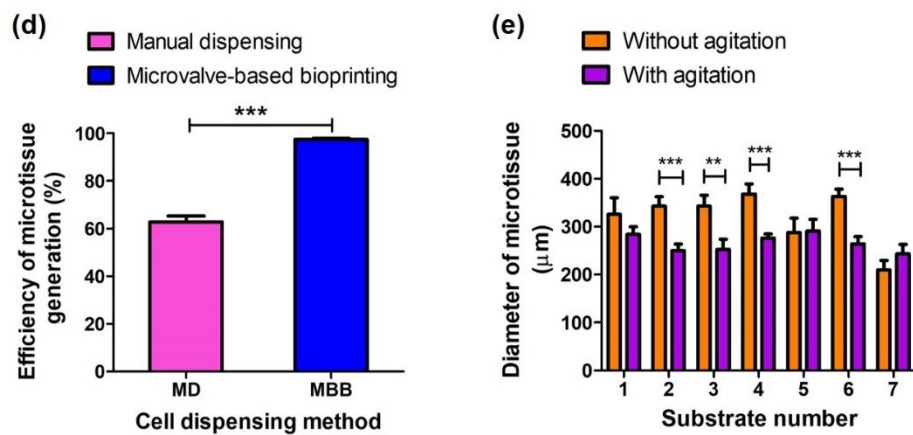 (d)
Manual dispensing
Microvalve-based bioprinting
***
Efficiency of microtissue
generation (%)
100
80
60
40
20
0
MD
MBB
Cell dispensing method
(e)
Without agitation
With agitation
Diameter of microtissue
(μm)
500
400
300
200
100
0
***
**
***
***
1 2 3 4 5 6 7
Substrate number